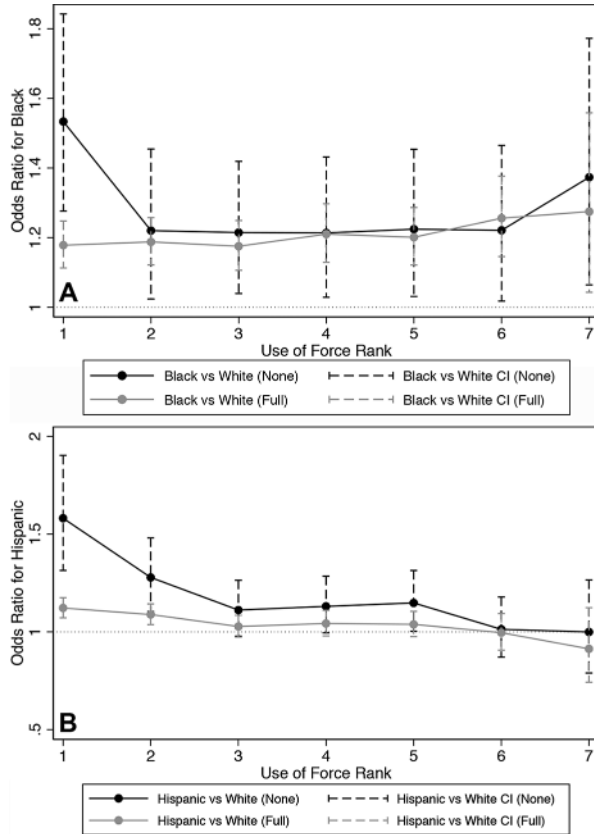 1.8
1.6
1.4
1.2
1
Odds Ratio for Black
A
1 2 3 4 5 6 7
Use of Force Rank
Black vs White (None) Black vs White CI (None)
Black vs White (Full) Black vs White CI (Full)
2
1.5
1
.5
Odds Ratio for Hispanic
B
1 2 3 4 5 6 7
Use of Force Rank
Hispanic vs White (None) Hispanic vs White CI (None)
Hispanic vs White (Full) Hispanic vs White CI (Full)